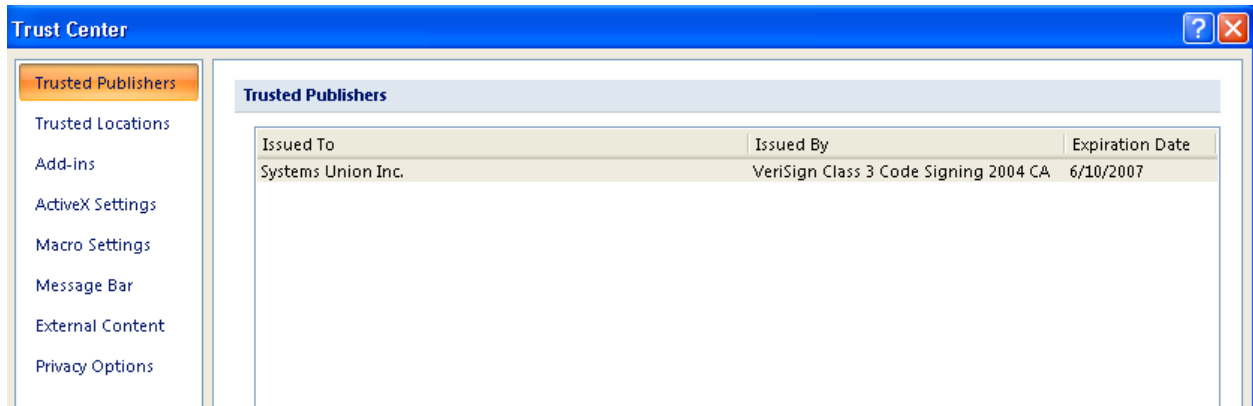 Trust Center
Trusted Publishers
Trusted Locations
Add-ins
ActiveX Settings
Macro Settings
Message Bar
External Content
Privacy Options
Trusted Publishers
Issued To Issued By Expiration Date
Systems Union Inc. VeriSign Class 3 Code Signing 2004 CA 6/10/2007